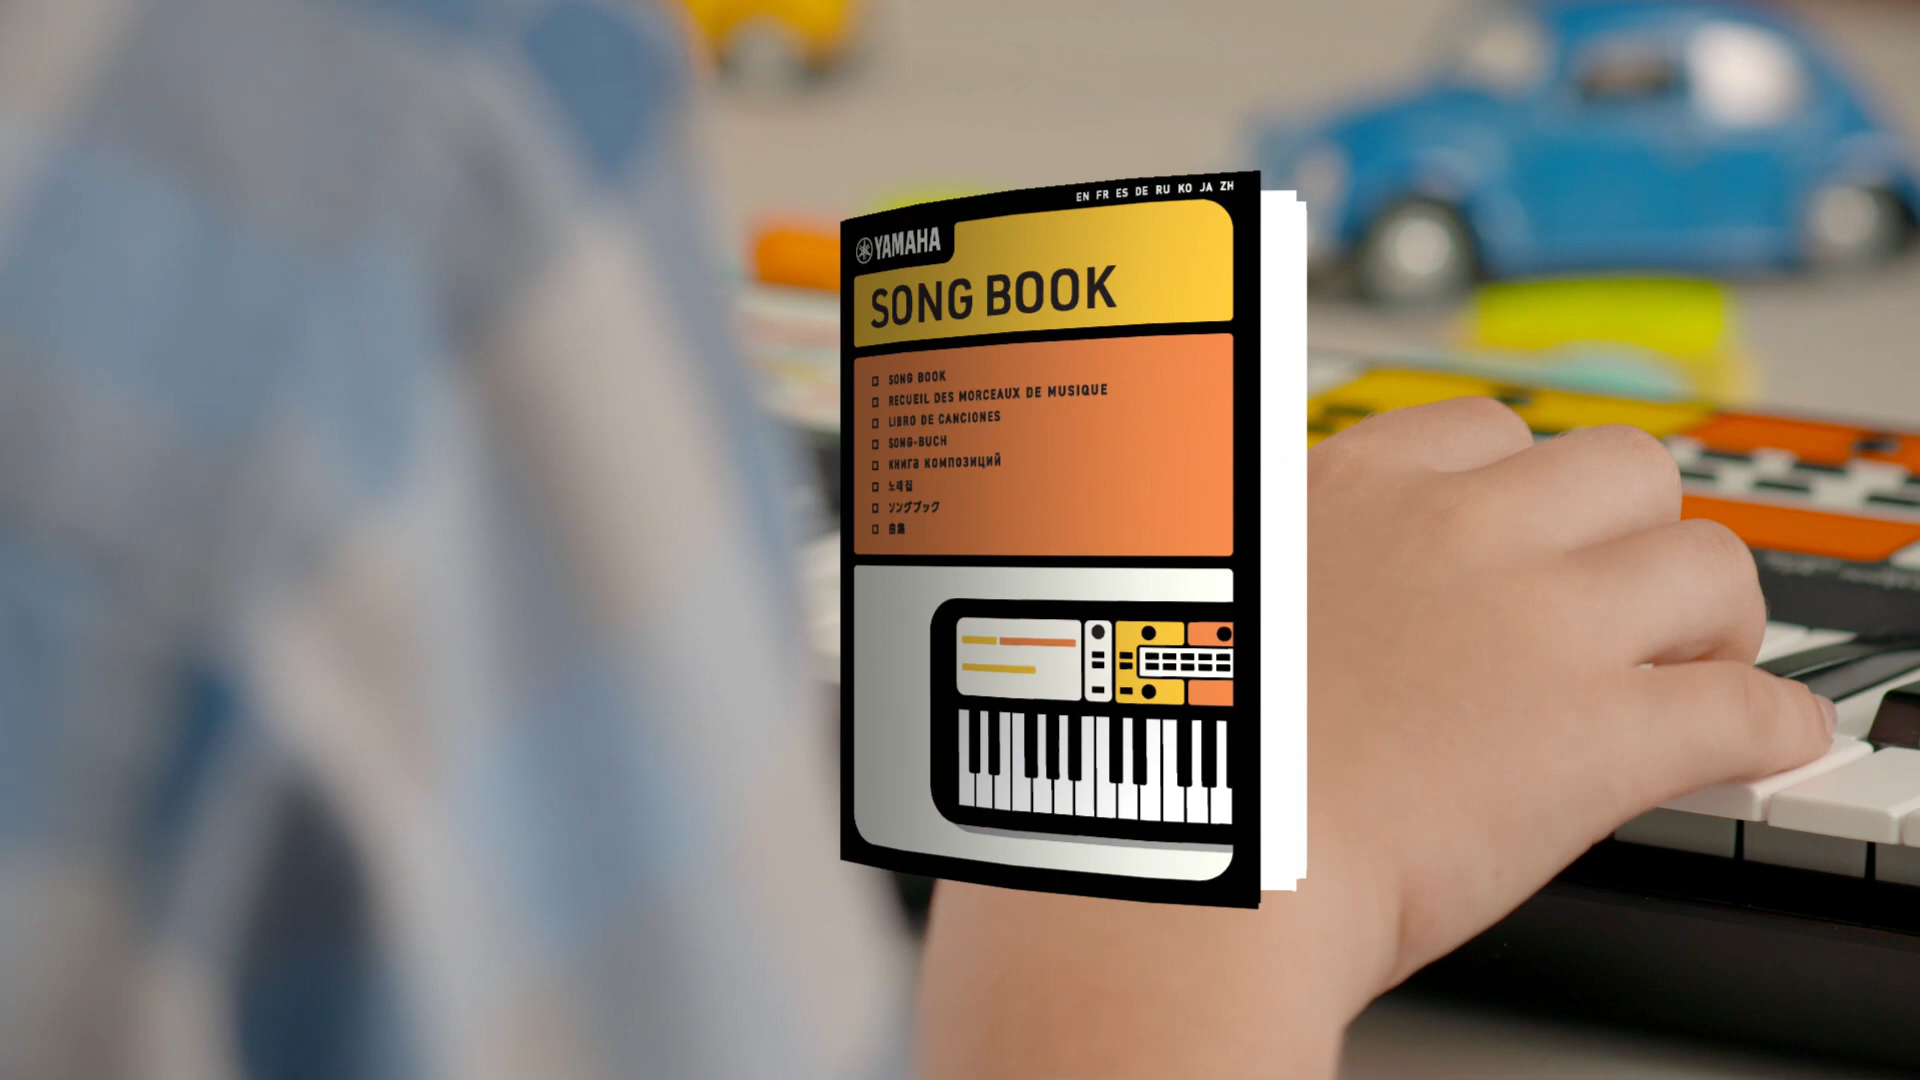 EN FR ES DE RU KO JA ZH
YAMAHA
SONG BOOK
SONG BOOK
RECUEIL DES MORCEAUX DE MUSIQUE
LIBRO DE CANCIONES
SONG-BUCH
книга композиций
노래집
ソングブック
曲集